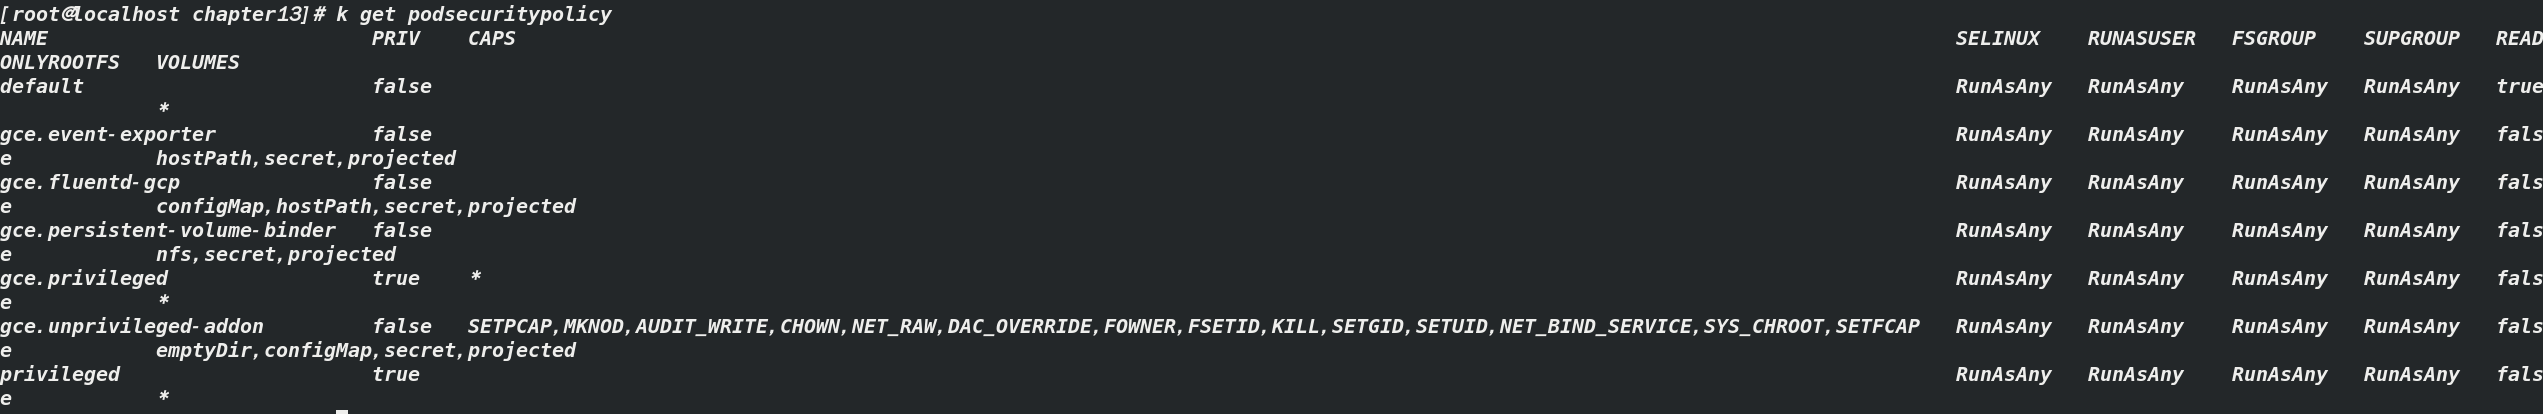 [root@localhost chapter13]# k get podsecuritypolicy
NAME                           PRIV    CAPS                                                                                                                        SELINUX    RUNASUSER   FSGROUP    SUPGROUP   READ
ONLYROOTFS   VOLUMES
default                        false                                                                                                                               RunAsAny   RunAsAny    RunAsAny   RunAsAny   true
             *
gce.event-exporter             false                                                                                                                               RunAsAny   RunAsAny    RunAsAny   RunAsAny   fals
e            hostPath,secret,projected
gce.fluentd-gcp                false                                                                                                                               RunAsAny   RunAsAny    RunAsAny   RunAsAny   fals
e            configMap,hostPath,secret,projected
gce.persistent-volume-binder   false                                                                                                                               RunAsAny   RunAsAny    RunAsAny   RunAsAny   fals
e            nfs,secret,projected
gce.privileged                 true    *                                                                                                                           RunAsAny   RunAsAny    RunAsAny   RunAsAny   fals
e            *
gce.unprivileged-addon         false   SETPCAP,MKNOD,AUDIT_WRITE,CHOWN,NET_RAW,DAC_OVERRIDE,FOWNER,FSETID,KILL,SETGID,SETUID,NET_BIND_SERVICE,SYS_CHROOT,SETFCAP   RunAsAny   RunAsAny    RunAsAny   RunAsAny   fals
e            emptyDir,configMap,secret,projected
privileged                     true                                                                                                                                RunAsAny   RunAsAny    RunAsAny   RunAsAny   fals
e            *